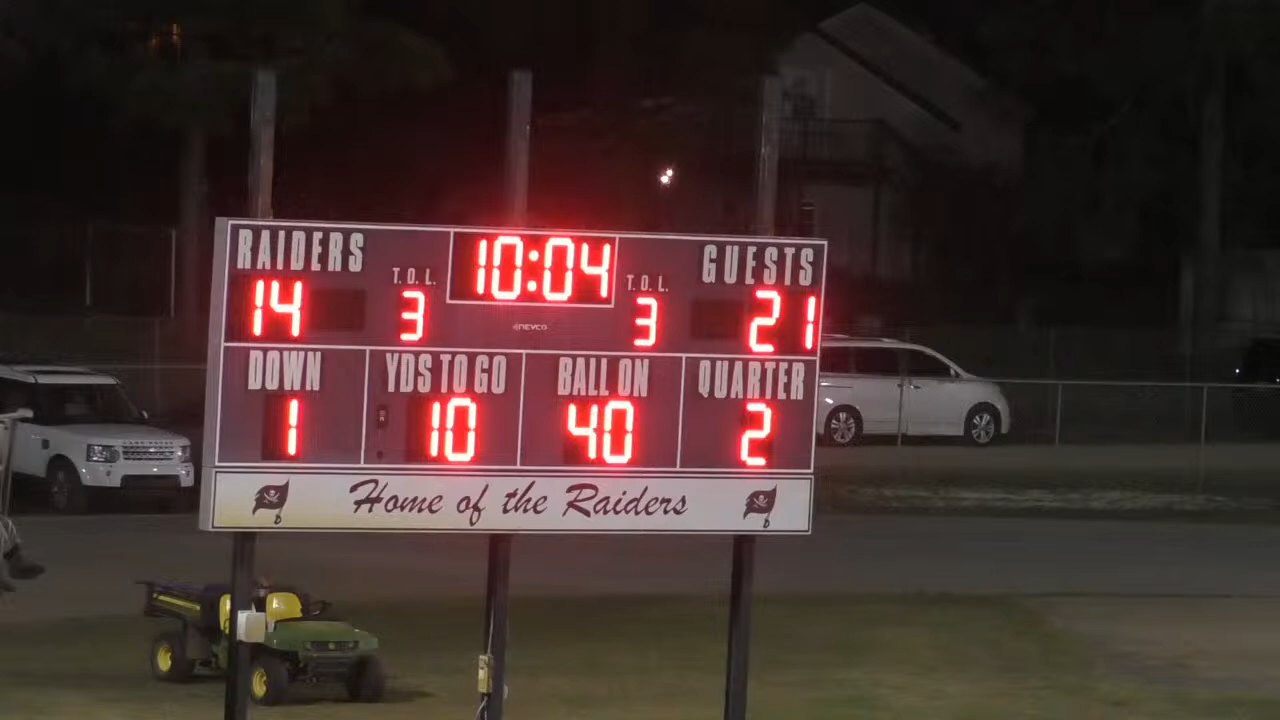 RAIDERS 10:04 GUESTS
T.O.L. T.O.L.
14 3 3 21
NEVCO
DOWN YDS TO GO BALL ON QUARTER
1 10 40 2
Home of the Raiders